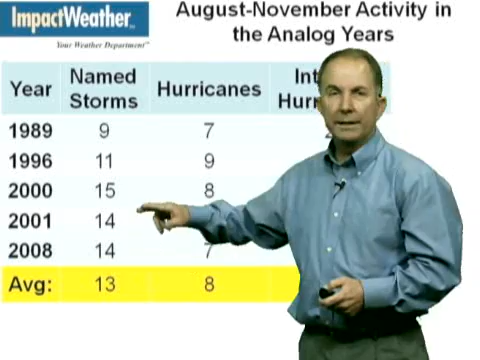 ImpactWeather
Your Weather Department
August-November Activity in
the Analog Years
Year Named Storms Hurricanes
1989 9 7
1996 11 9
2000 15 8
2001 14
2008 14 7
Avg: 13 8